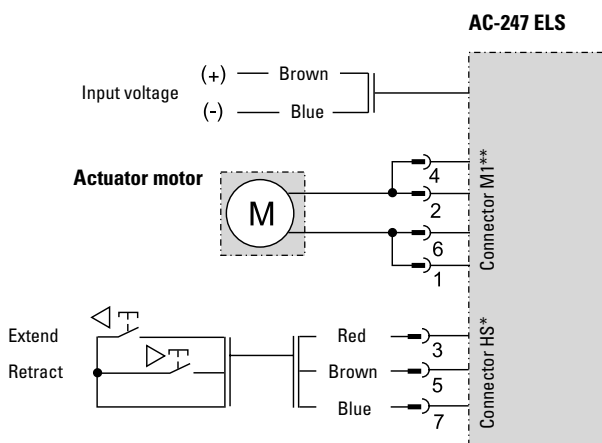 AC-247 ELS
Input voltage
(+) Brown
(-) Blue
Actuator motor
M
4
2
6
1
Connector M1**
Extend
Retract
Red 3
Brown 5
Blue 7
Connector HS*